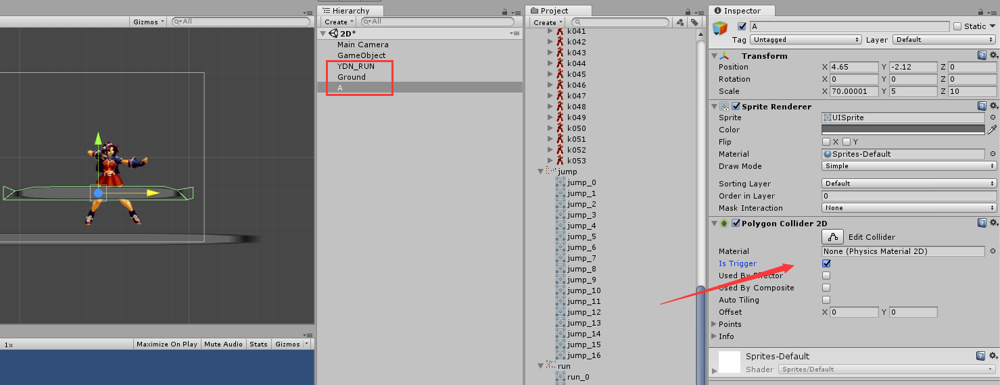 Gizmos
All
1x
Maximize On Play
Mute Audio
Stats
Gizmos
Hierarchy
Create
All
2D*
Main Camera
GameObject
YDN_RUN
Ground
A
Project
Create
k041
k042
k043
k044
k045
k046
k047
k048
k049
k050
k051
k052
k053
jump
jump_0
jump_1
jump_2
jump_3
jump_4
jump_5
jump_6
jump_7
jump_8
jump_9
jump_10
jump_11
jump_12
jump_13
jump_14
jump_15
jump_16
run
run_0
Inspector
A Static
Tag Untagged Layer Default
Transform
Position X 4.65 Y -2.12 Z 0
Rotation X 0 Y 0 Z 0
Scale X 70.00001 Y 5 Z 10
Sprite Renderer
Sprite UISprite
Color
Flip X Y
Material Sprites-Default
Draw Mode Simple
Sorting Layer Default
Order in Layer 0
Mask Interaction None
Polygon Collider 2D
Edit Collider
Material None (Physics Material 2D)
Is Trigger
Used By Effector
Used By Composite
Auto Tiling
Offset X 0 Y 0
Points
Info
Sprites-Default
Shader Sprites/Default